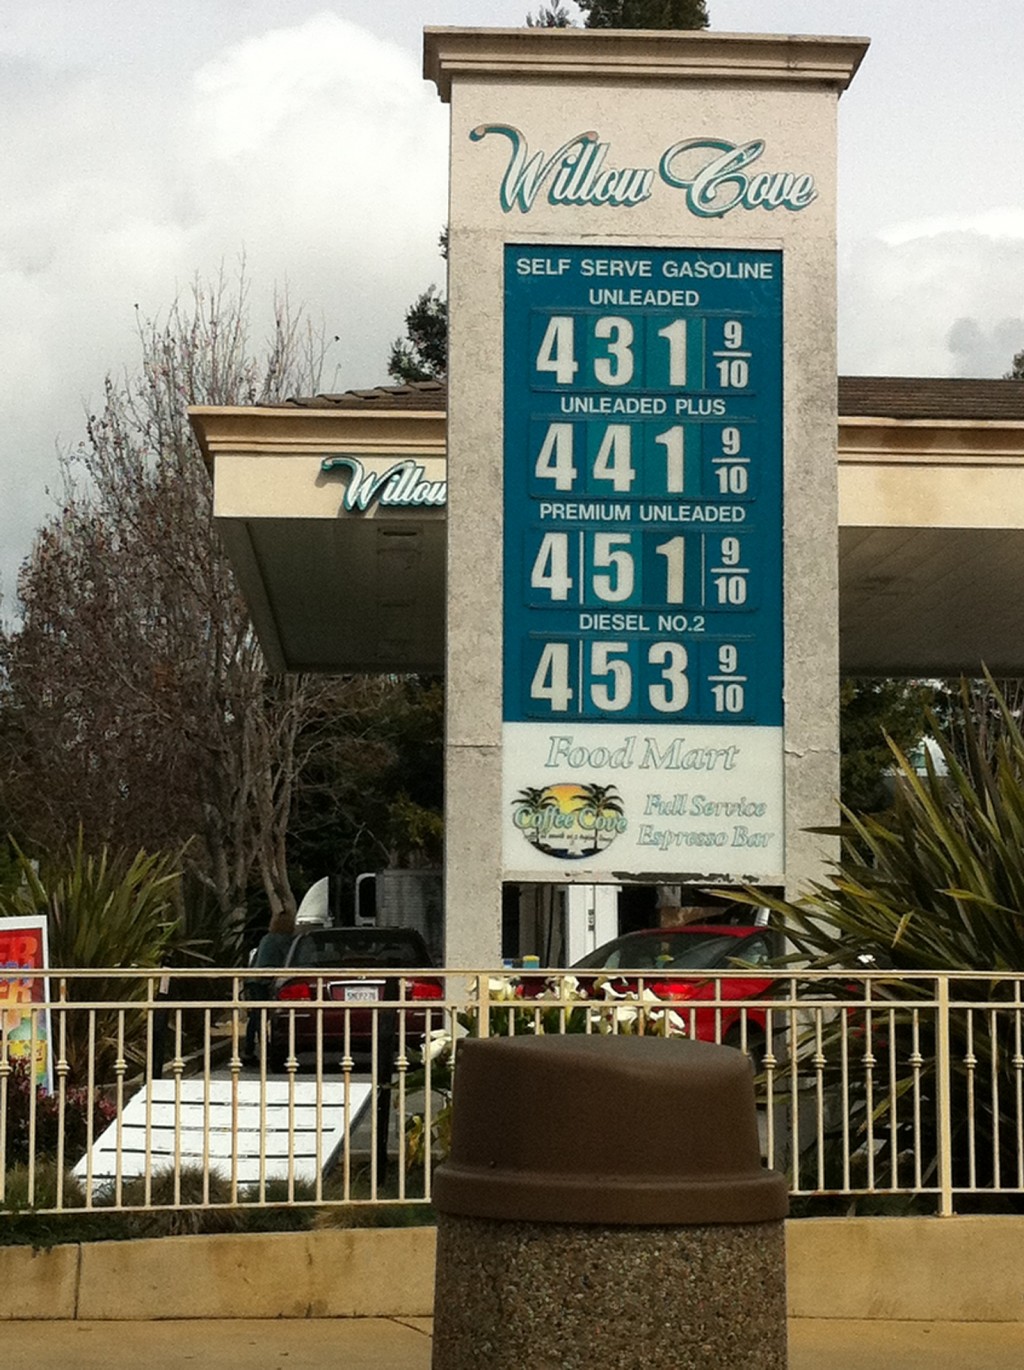 Willow Cove
SELF SERVE GASOLINE
UNLEADED
431 9/10
UNLEADED PLUS
441 9/10
Willow
PREMIUM UNLEADED
451 9/10
DIESEL NO.2
453 9/10
Food Mart
Coffee Cove
Full Service
Espresso Bar